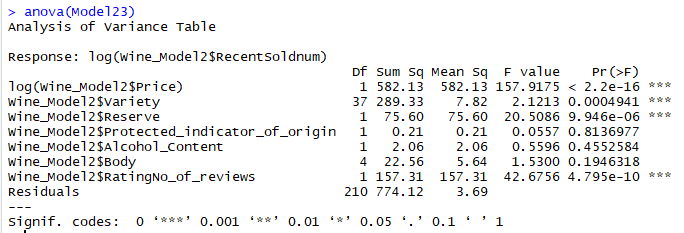 > anova(Model23)
Analysis of Variance Table
Response: log(Wine_Model2$RecentSoldnum)
Df Sum Sq Mean Sq F value Pr(>F)
log(Wine_Model2$Price) 1 582.13 582.13 157.9175 < 2.2e-16 ***
Wine_Model2$Variety 37 289.33 7.82 2.1213 0.0004941 ***
Wine_Model2$Reserve 1 75.60 75.60 20.5086 9.946e-06 ***
Wine_Model2$Protected_indicator_of_origin 1 0.21 0.21 0.0557 0.8136977
Wine_Model2$Alcohol_Content 1 2.06 2.06 0.5596 0.4552584
Wine_Model2$Body 4 22.56 5.64 1.5300 0.1946318
Wine_Model2$RatingNo_of_reviews 1 157.31 157.31 42.6756 4.795e-10 ***
Residuals 210 774.12 3.69
---
Signif. codes: 0 ‘***’ 0.001 ‘**’ 0.01 ‘*’ 0.05 ‘.’ 0.1 ‘ ’ 1